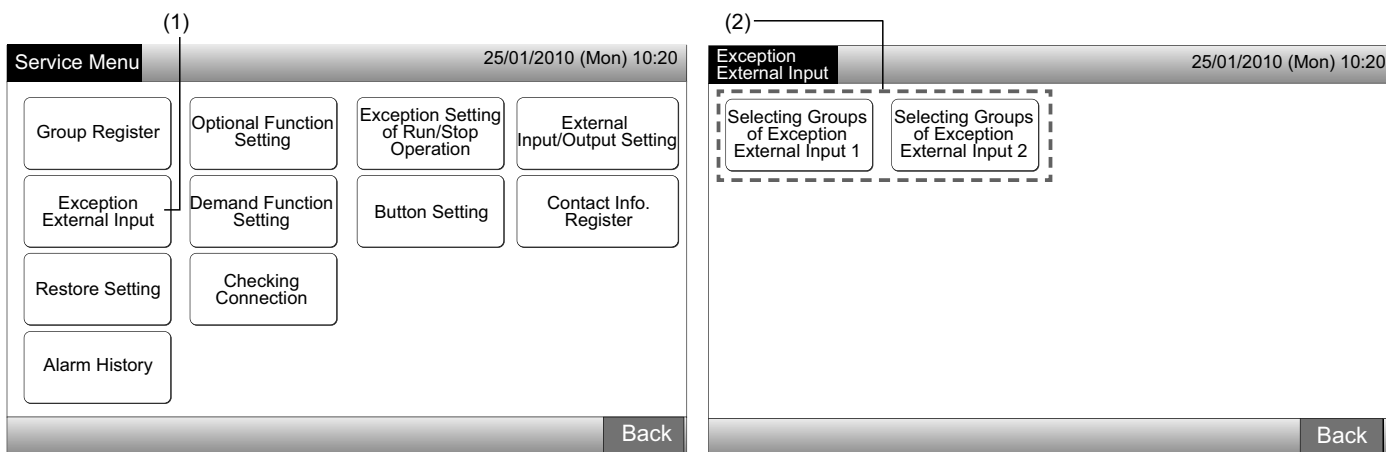 (1)
Service Menu
25/01/2010 (Mon) 10:20
Group Register
Optional Function
Setting
Exception Setting
of Run/Stop
Operation
External
Input/Output Setting
Exception
External Input
Demand Function
Setting
Button Setting
Contact Info.
Register
Restore Setting
Checking
Connection
Alarm History
Back
(2)
Exception
External Input
25/01/2010 (Mon) 10:20
Selecting Groups
of Exception
External Input 1
Selecting Groups
of Exception
External Input 2
Back